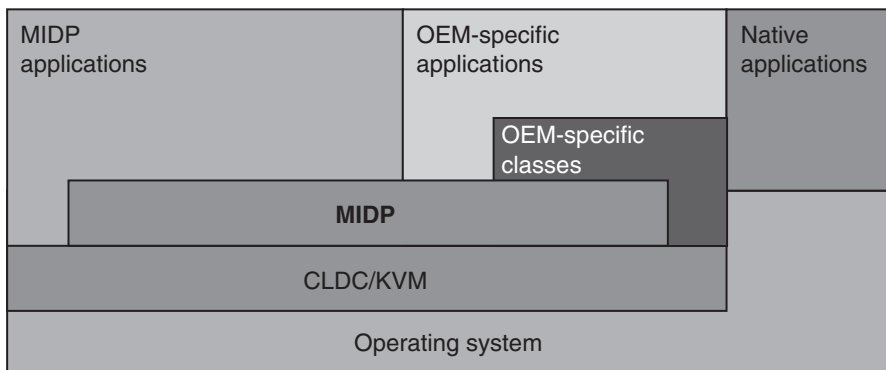 MIDP
applications
OEM-specific
applications
Native
applications
OEM-specific
classes
MIDP
CLDC/KVM
Operating system